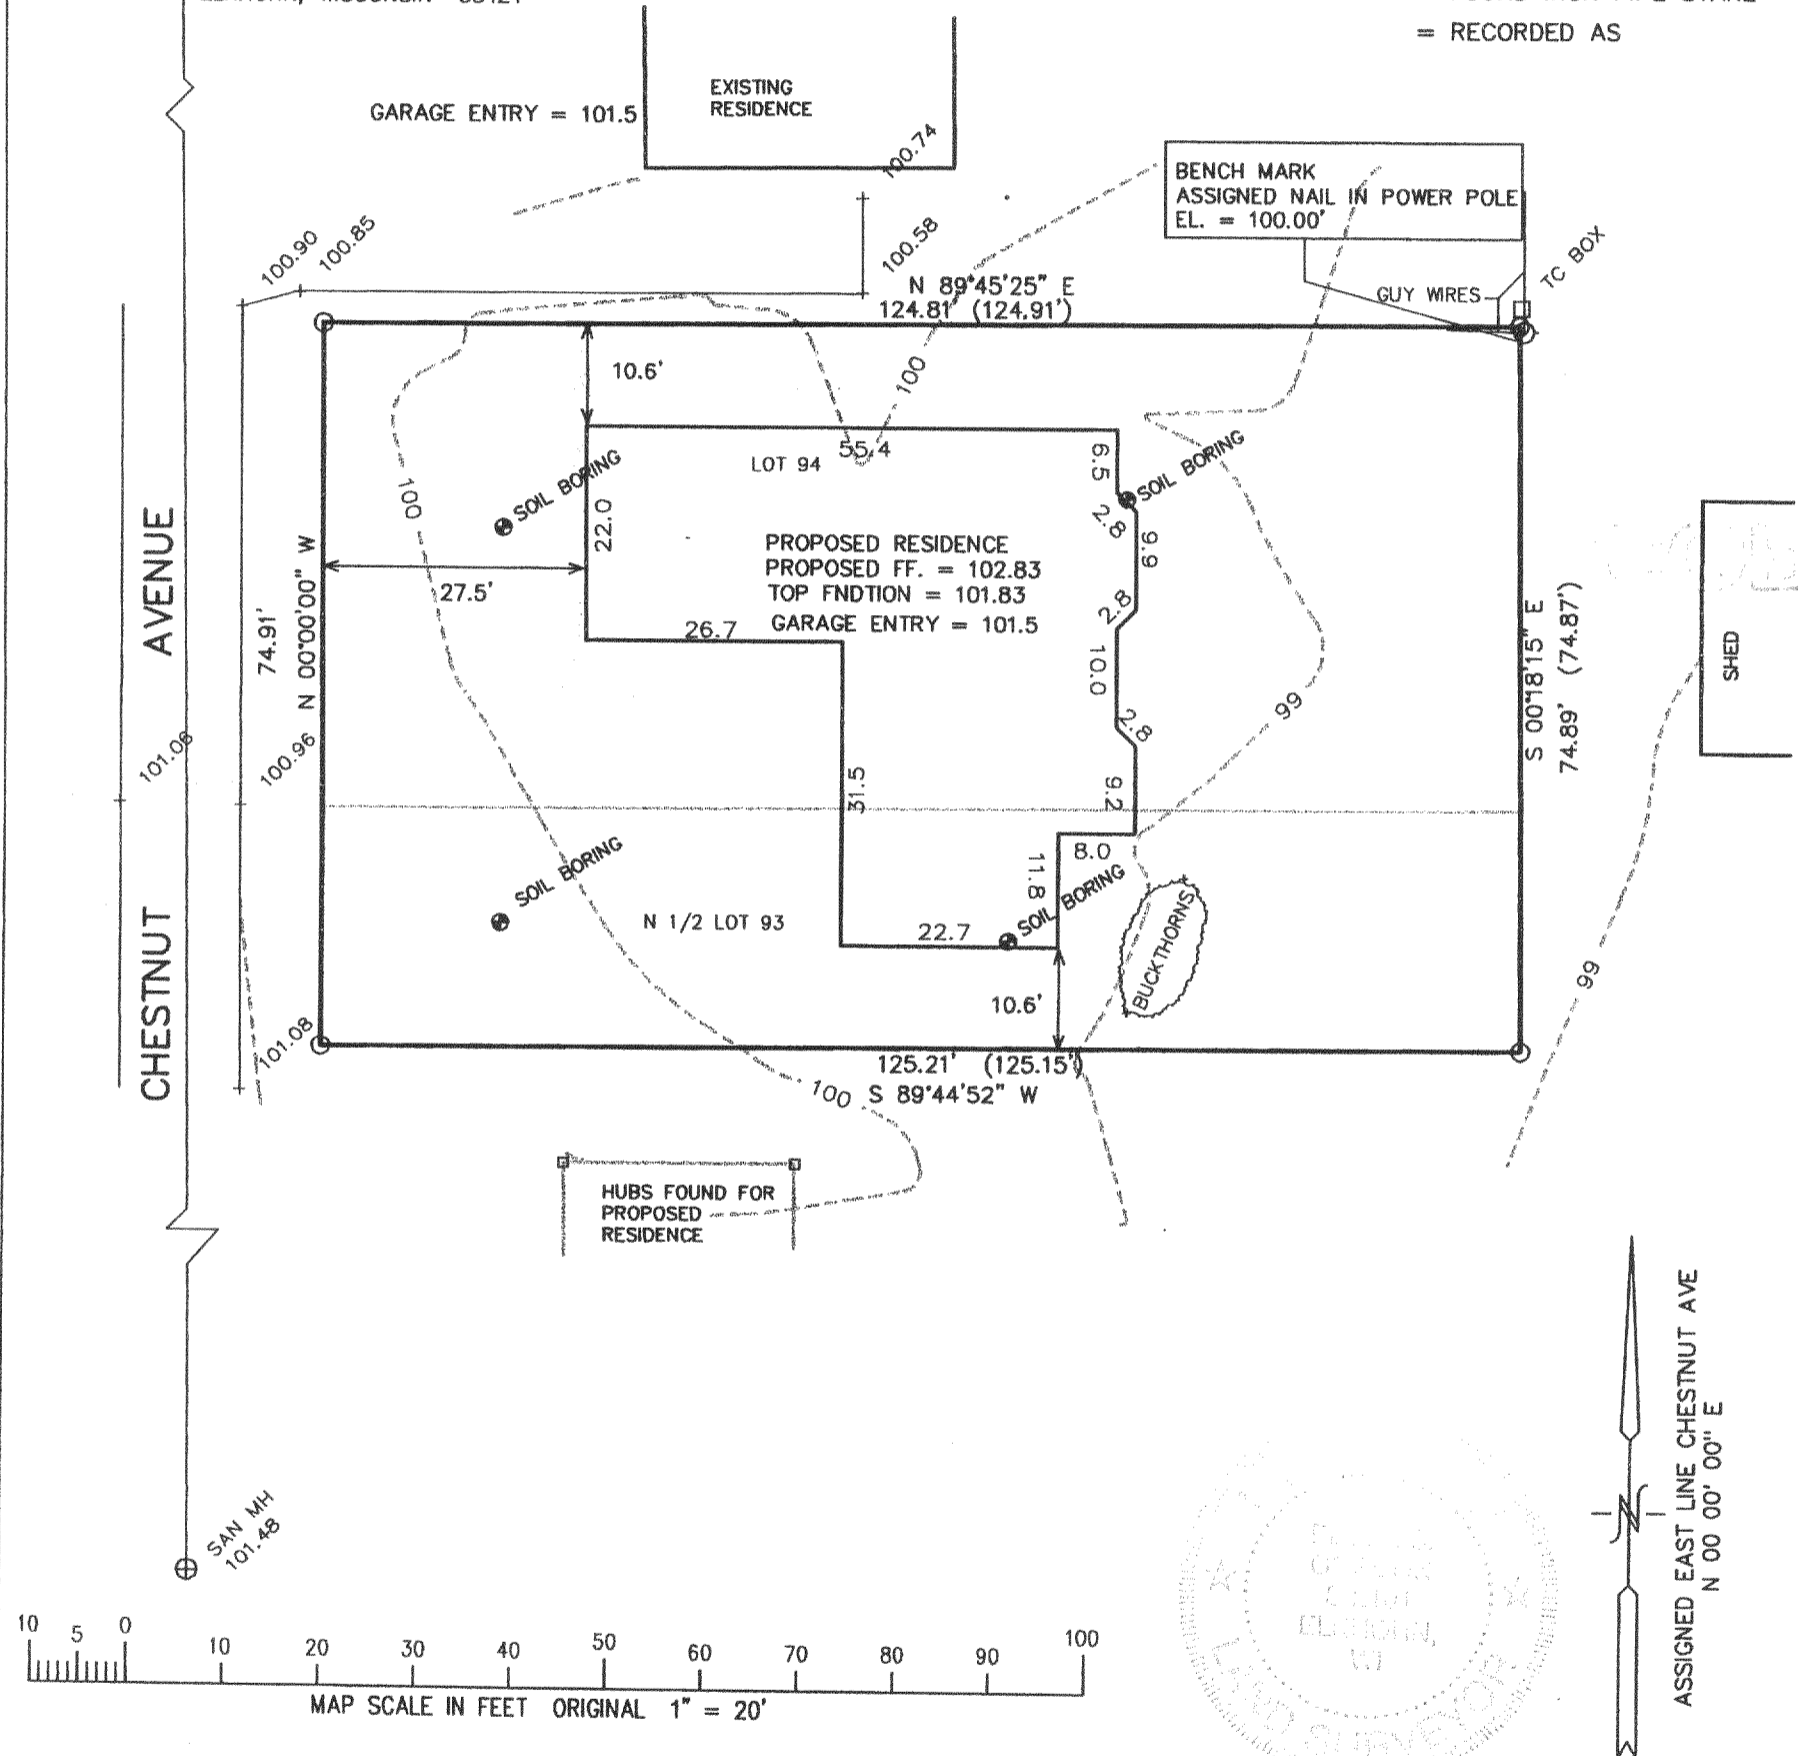 = RECORDED AS
EXISTING
RESIDENCE
GARAGE ENTRY = 101.5
100.74
BENCH MARK
ASSIGNED NAIL IN POWER POLE
EL. = 100.00'
100.90
100.85
100.58
TC BOX
N 89°45'25" E
124.81' (124.91')
GUY WIRES
10.6'
100
55.4
LOT 94
6.5
SOIL BORING
SOIL BORING
100
22.0
2.8
9.9
PROPOSED RESIDENCE
PROPOSED FF. = 102.83
TOP FNDTION = 101.83
GARAGE ENTRY = 101.5
27.5'
26.7
2.8
10.0
2.8
99
CHESTNUT AVENUE
74.91'
N 00°00'00" W
S 00°18'15" E
74.89' (74.87')
SHED
101.06
100.96
31.5
9.2
8.0
11.8
SOIL BORING
SOIL BORING
N 1/2 LOT 93
22.7
BUCKTHORNS
99
10.6'
101.08
125.21' (125.15')
S 89°44'52" W
100
HUBS FOUND FOR
PROPOSED
RESIDENCE
ASSIGNED EAST LINE CHESTNUT AVE
N 00 00' 00" E
N
SAN MH
101.48
ELKHORN,
WI
LAND SURVEYOR
10 5 0 10 20 30 40 50 60 70 80 90 100
MAP SCALE IN FEET ORIGINAL 1" = 20'